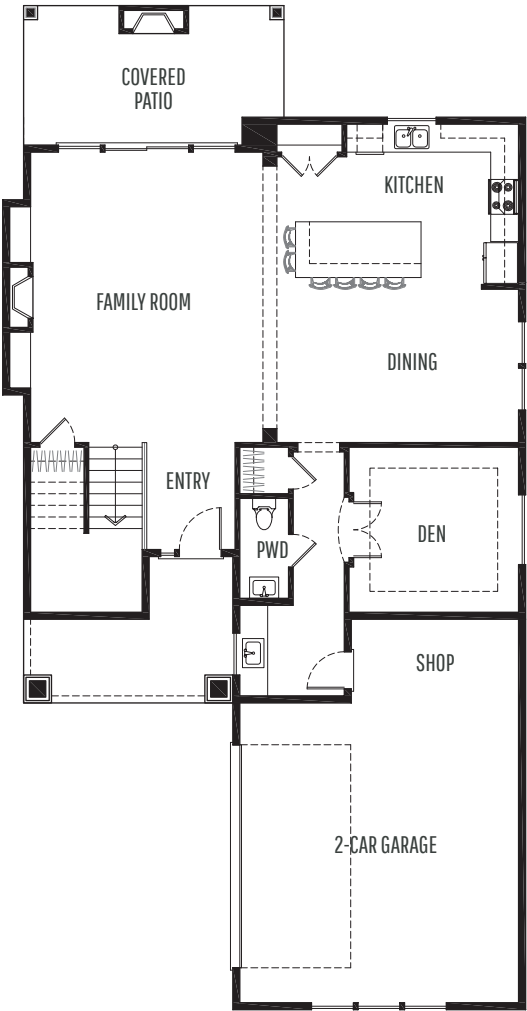 COVERED
PATIO
KITCHEN
FAMILY ROOM
DINING
ENTRY
PWD
DEN
SHOP
2-CAR GARAGE